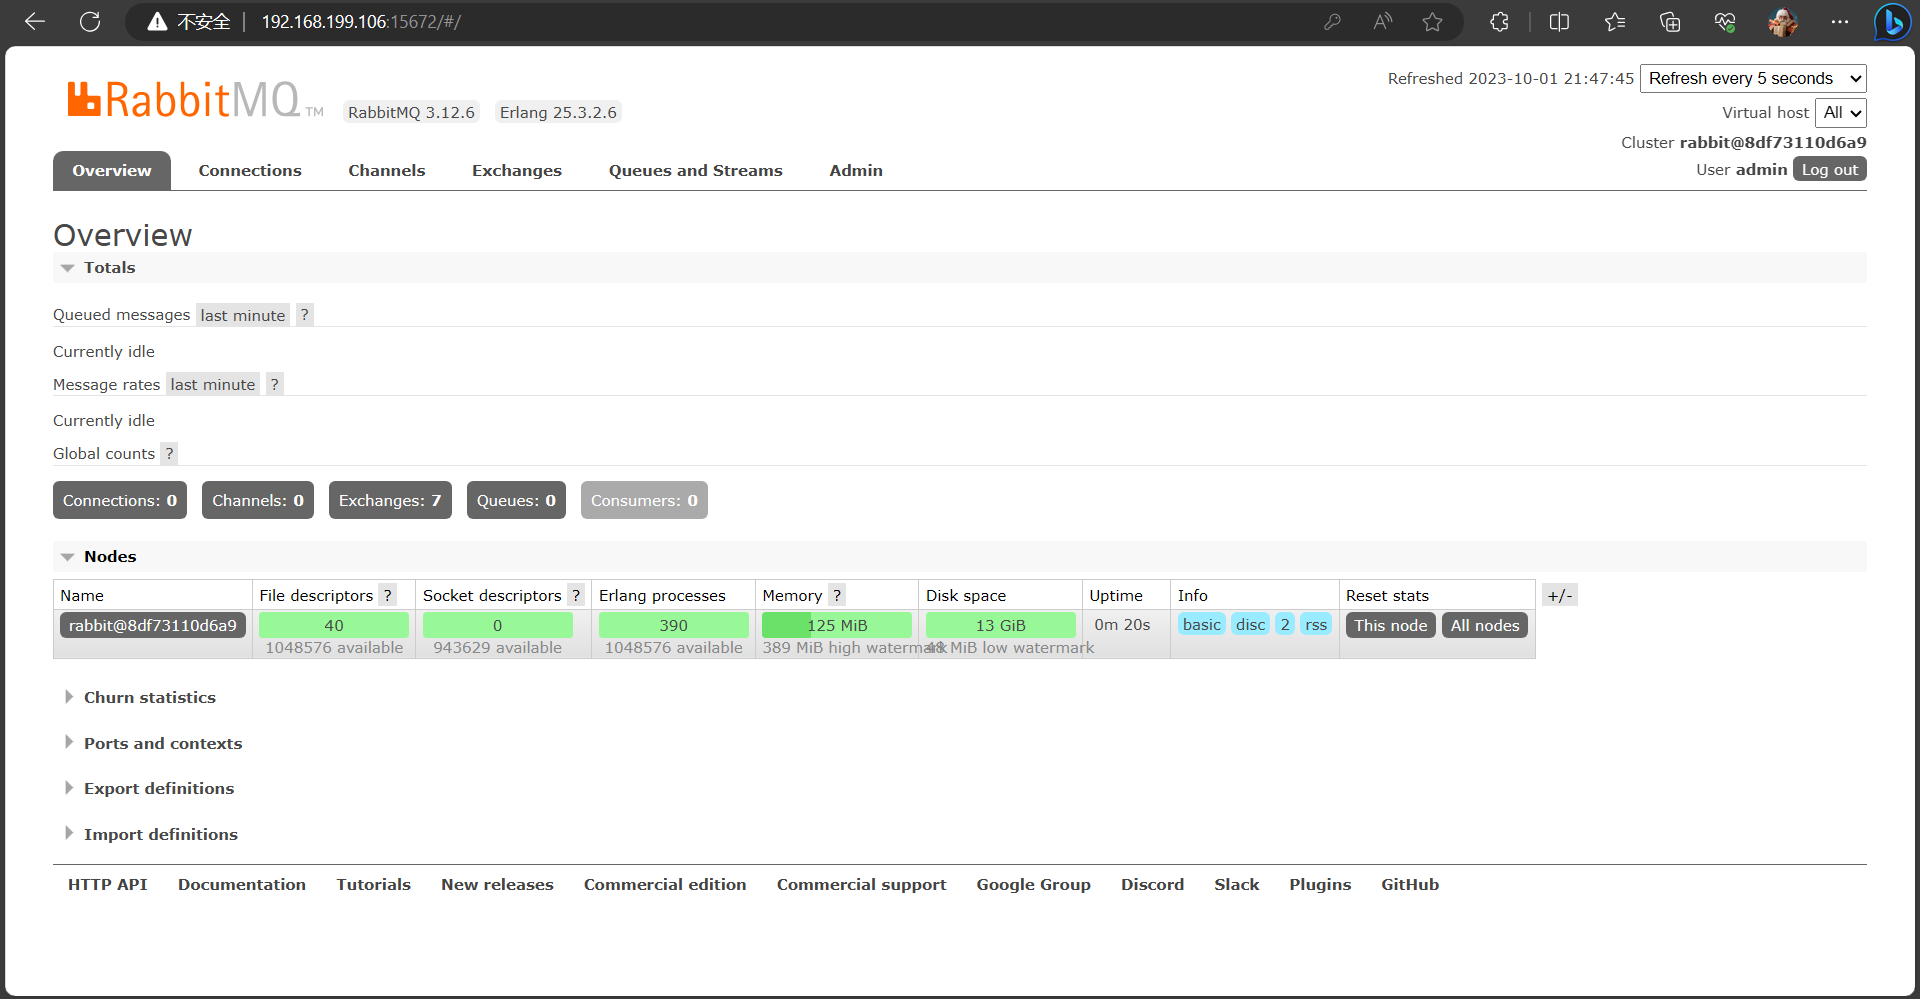 不安全 192.168.199.106:15672/#/
RabbitMQ TM RabbitMQ 3.12.6 Erlang 25.3.2.6
Refreshed 2023-10-01 21:47:45 Refresh every 5 seconds
Virtual host All
Cluster rabbit@8df73110d6a9
User admin Log out
Overview Connections Channels Exchanges Queues and Streams Admin
Overview
Totals
Queued messages last minute ?
Currently idle
Message rates last minute ?
Currently idle
Global counts ?
Connections: 0 Channels: 0 Exchanges: 7 Queues: 0 Consumers: 0
Nodes
Name File descriptors ? Socket descriptors ? Erlang processes Memory ? Disk space Uptime Info Reset stats +/-
rabbit@8df73110d6a9 40 0 390 125 MiB 13 GiB 0m 20s basic disc 2 rss This node All nodes
1048576 available 943629 available 1048576 available 389 MiB high watermark 48 MiB low watermark
Churn statistics
Ports and contexts
Export definitions
Import definitions
HTTP API Documentation Tutorials New releases Commercial edition Commercial support Google Group Discord Slack Plugins GitHub